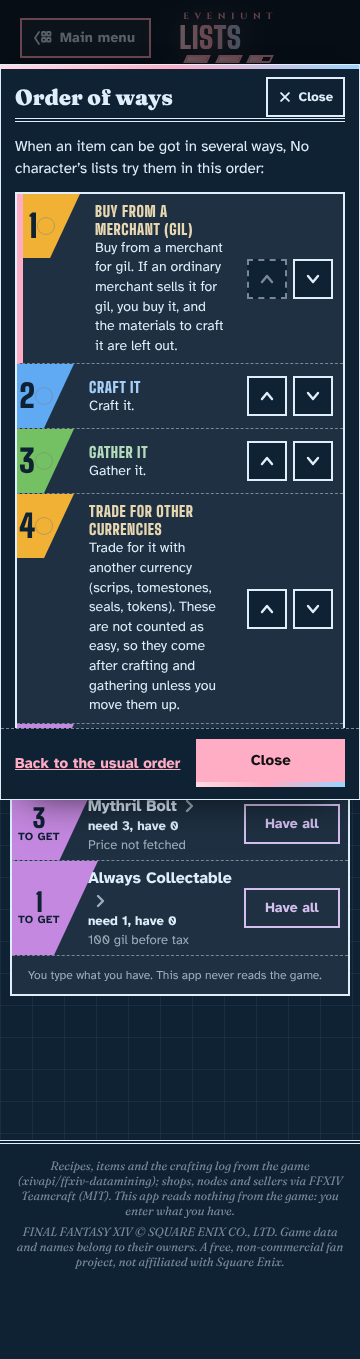 Main menu
EVENIUNT
LISTS
Order of ways
Close
When an item can be got in several ways, No
character's lists try them in this order:
1
BUY FROM A
MERCHANT (GIL)
Buy from a merchant
for gil. If an ordinary
merchant sells it for
gil, you buy it, and
the materials to craft
it are left out.
2
CRAFT IT
Craft it.
3
GATHER IT
Gather it.
4
TRADE FOR OTHER
CURRENCIES
Trade for it with
another currency
(scrips, tomestones,
seals, tokens). These
are not counted as
easy, so they come
after crafting and
gathering unless you
move them up.
Back to the usual order
Close
3
TO GET
Mythril Bolt
need 3, have 0
Price not fetched
Have all
1
TO GET
Always Collectable
need 1, have 0
100 gil before tax
Have all
You type what you have. This app never reads the game.
Recipes, items and the crafting log from the game
(xivapi/ffxiv-datamining); shops, nodes and sellers via FFXIV
Teamcraft (MIT). This app reads nothing from the game: you
enter what you have.
FINAL FANTASY XIV © SQUARE ENIX CO., LTD. Game data
and names belong to their owners. A free, non-commercial fan
project, not affiliated with Square Enix.